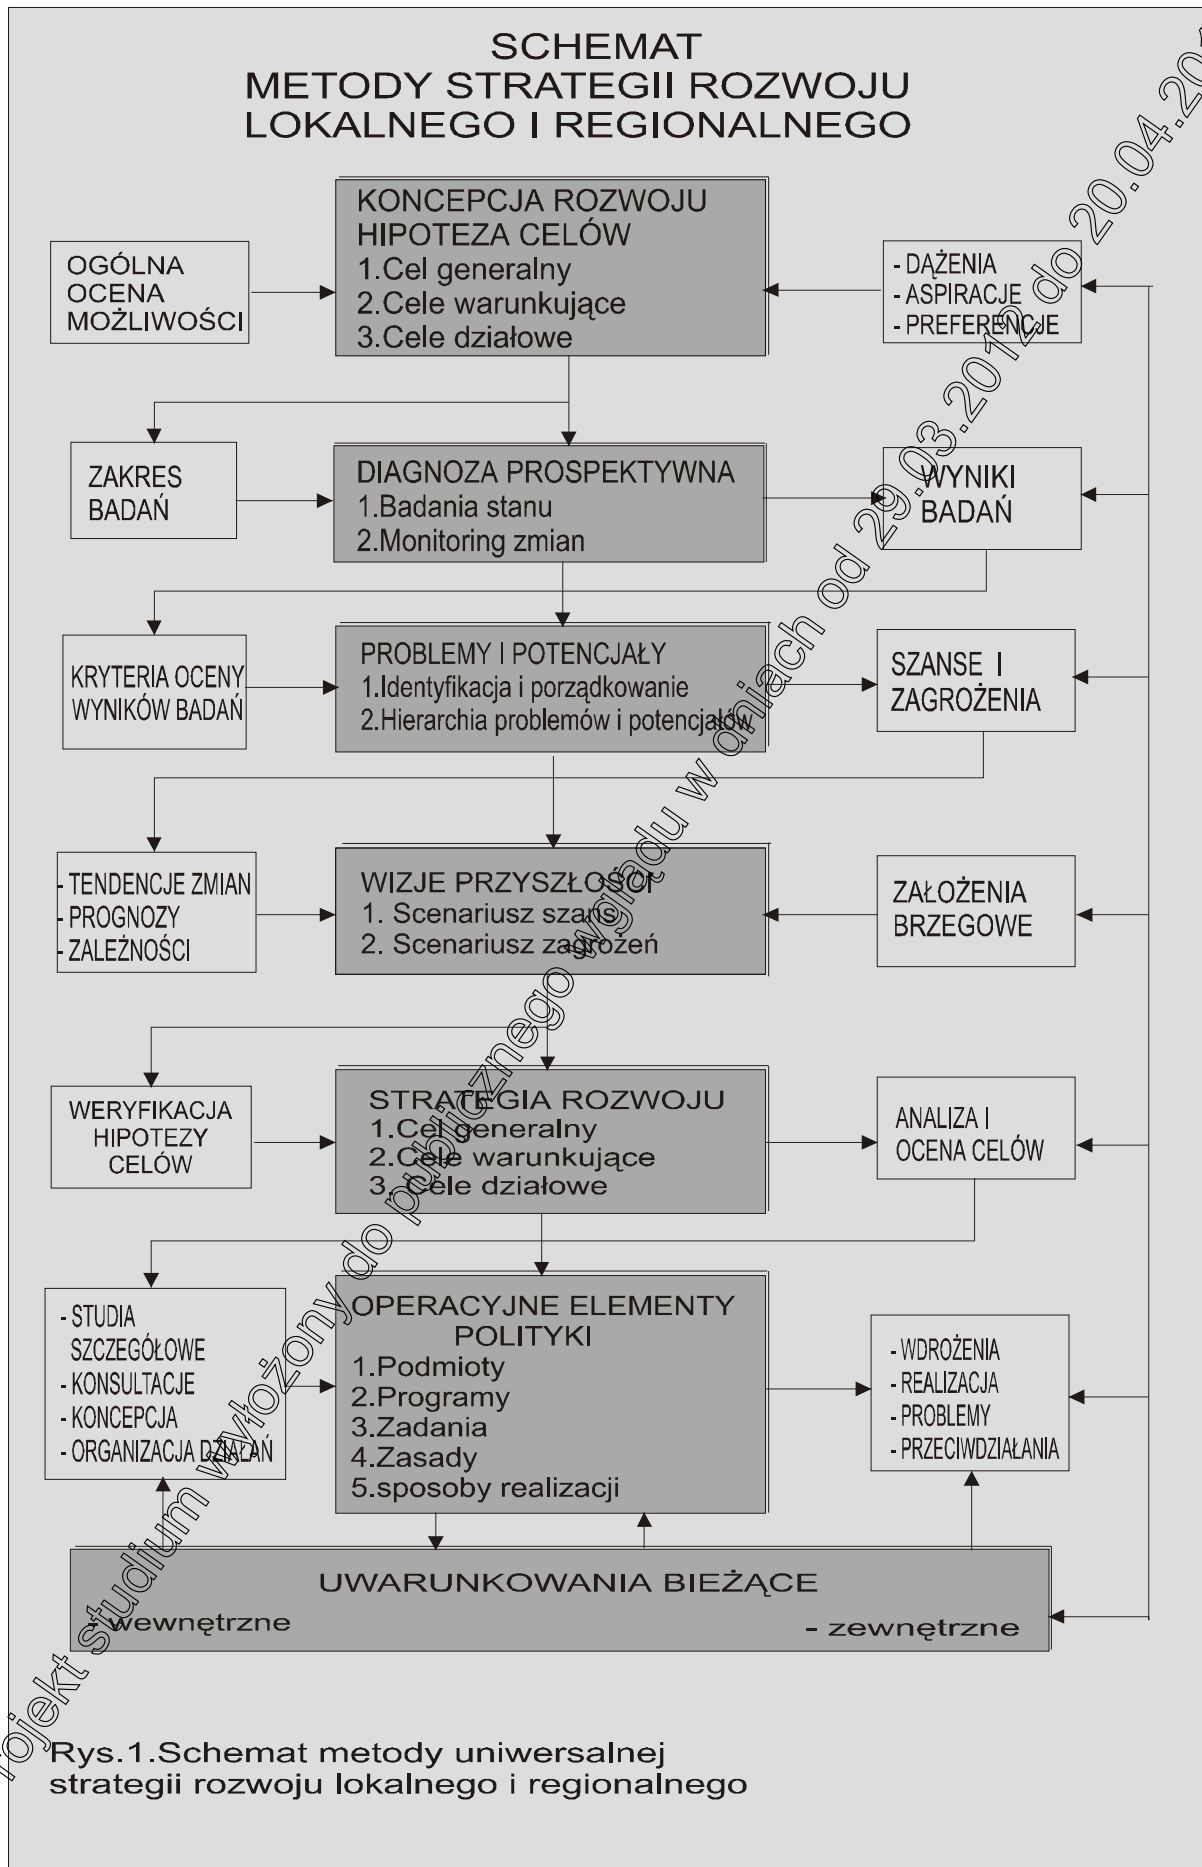 SCHEMAT
METODY STRATEGII ROZWOJU
LOKALNEGO I REGIONALNEGO
OGÓLNA
OCENA
MOŻLIWOŚCI
KONCEPCJA ROZWOJU
HIPOTEZA CELÓW
1.Cel generalny
2.Cele warunkujące
3.Cele działowe
- DĄŻENIA
- ASPIRACJE
- PREFERENCJE
ZAKRES
BADAŃ
DIAGNOZA PROSPEKTYWNA
1.Badania stanu
2.Monitoring zmian
WYNIKI
BADAŃ
KRYTERIA OCENY
WYNIKÓW BADAŃ
PROBLEMY I POTENCJAŁY
1.Identyfikacja i porządkowanie
2.Hierarchia problemów i potencjałów
SZANSE I
ZAGROŻENIA
- TENDENCJE ZMIAN
- PROGNOZY
- ZALEŻNOŚCI
WIZJE PRZYSZŁOŚCI
1. Scenariusz szans
2. Scenariusz zagrożeń
ZAŁOŻENIA
BRZEGOWE
WERYFIKACJA
HIPOTEZY
CELÓW
STRATEGIA ROZWOJU
1.Cel generalny
2.Cele warunkujące
3. Cele działowe
ANALIZA I
OCENA CELÓW
- STUDIA
SZCZEGÓŁOWE
- KONSULTACJE
- KONCEPCJA
- ORGANIZACJA DZIAŁAŃ
OPERACYJNE ELEMENTY
POLITYKI
1.Podmioty
2.Programy
3.Zadania
4.Zasady
5.sposoby realizacji
- WDROŻENIA
- REALIZACJA
- PROBLEMY
- PRZECIWDZIAŁANIA
UWARUNKOWANIA BIEŻĄCE
- wewnętrzne
- zewnętrzne
Rys.1.Schemat metody uniwersalnej
strategii rozwoju lokalnego i regionalnego
studium wyłożony do publicznego wglądu w dniach od 29.03.2012 do